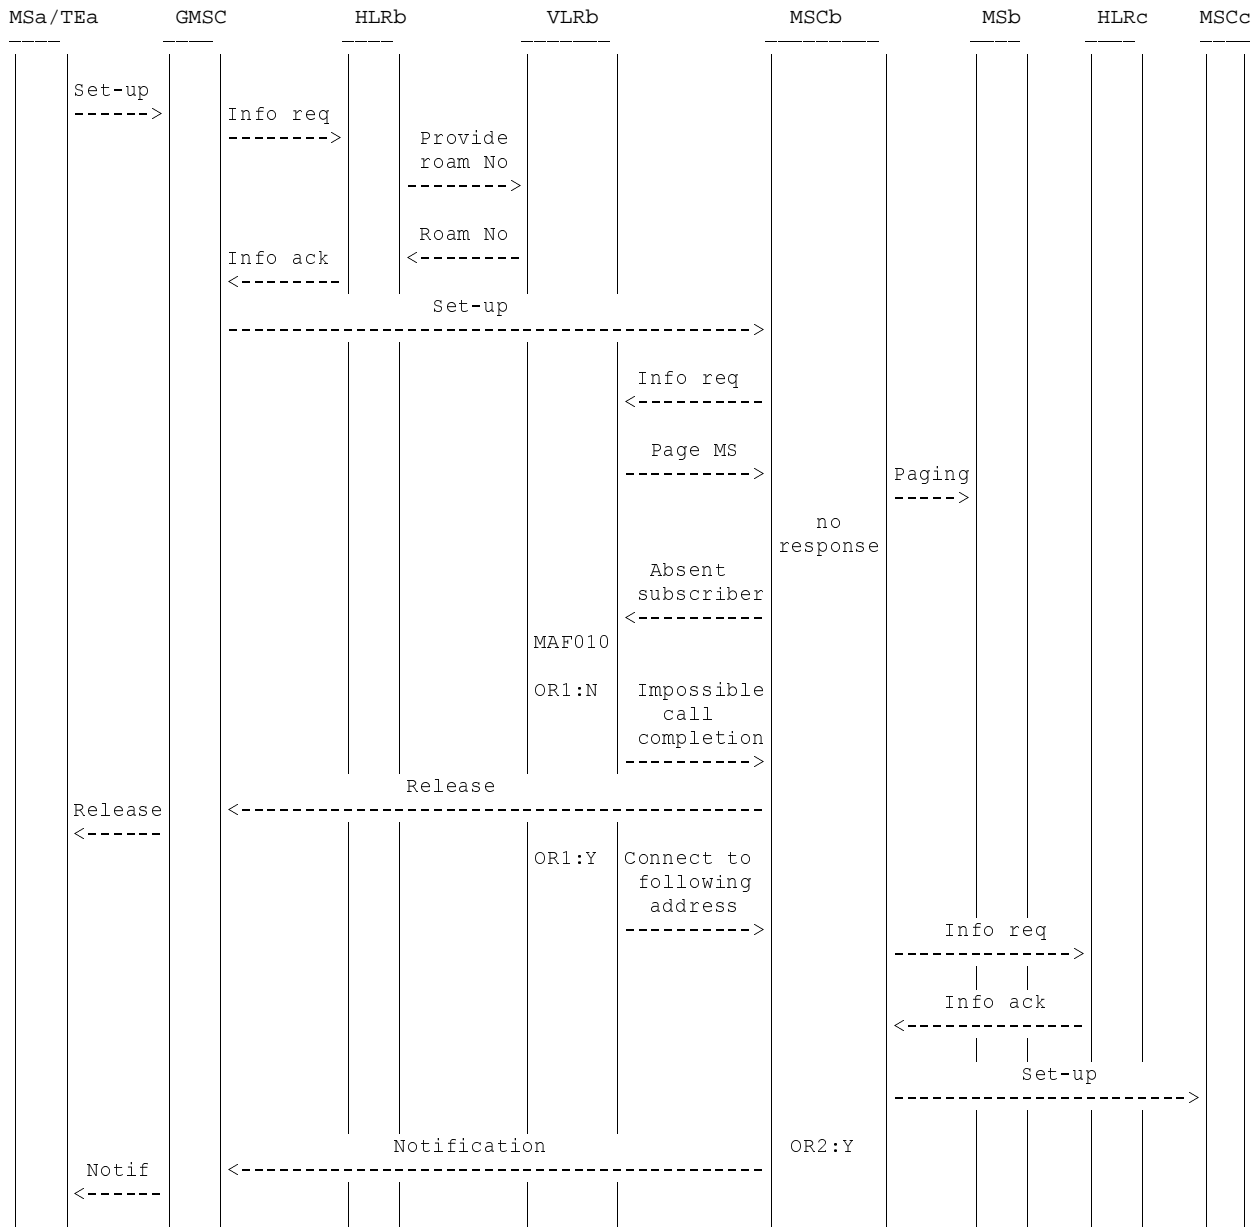 MSa/TEa GMSC HLRb VLRb MSCb MSb HLRc MSCc
Set-up
------>
Info req
-------->
Provide
roam No
-------->
Roam No
<--------
Info ack
<--------
Set-up
----------------------------------------->
Info req
<----------
Page MS
---------->
Paging
----->
no
response
Absent
subscriber
<----------
MAF010
OR1:N Impossible
call
completion
---------->
Release
<-----------------------------------------
Release
<------
OR1:Y Connect to
following
address
---------->
Info req
-------------->
Info ack
<--------------
Set-up
----------------------->
Notification OR2:Y
<-----------------------------------------
Notif
<------